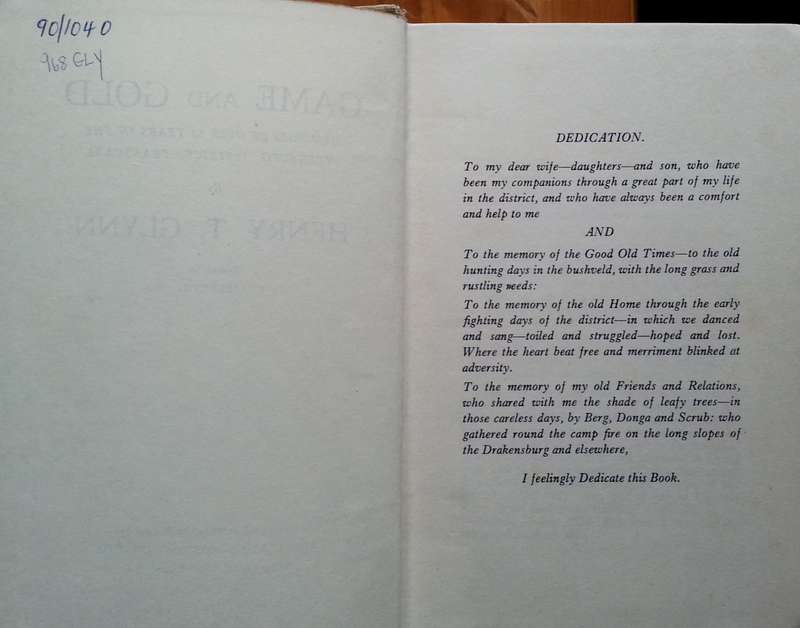 90/1040
968 GLY
GAME AND GOLD
HENRY T. GLYNN
DEDICATION.
To my dear wife—daughters—and son, who have
been my companions through a great part of my life
in the district, and who have always been a comfort
and help to me
AND
To the memory of the Good Old Times—to the old
hunting days in the bushveld, with the long grass and
rustling reeds:
To the memory of the old Home through the early
fighting days of the district—in which we danced
and sang—toiled and struggled—hoped and lost.
Where the heart beat free and merriment blinked at
adversity.
To the memory of my old Friends and Relations,
who shared with me the shade of leafy trees—in
those careless days, by Berg, Donga and Scrub: who
gathered round the camp fire on the long slopes of
the Drakensburg and elsewhere,
I feelingly Dedicate this Book.